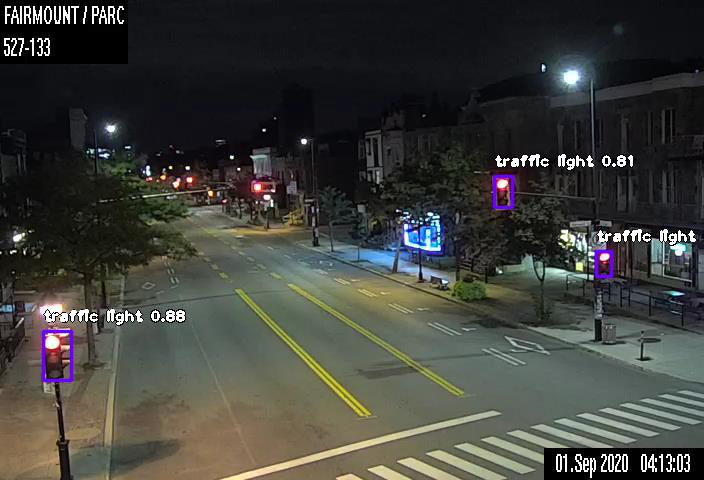 FAIRMOUNT / PARC
527-133
traffic light 0.81
traffic light
traffic light 0.88
01.Sep 2020 04:13:03